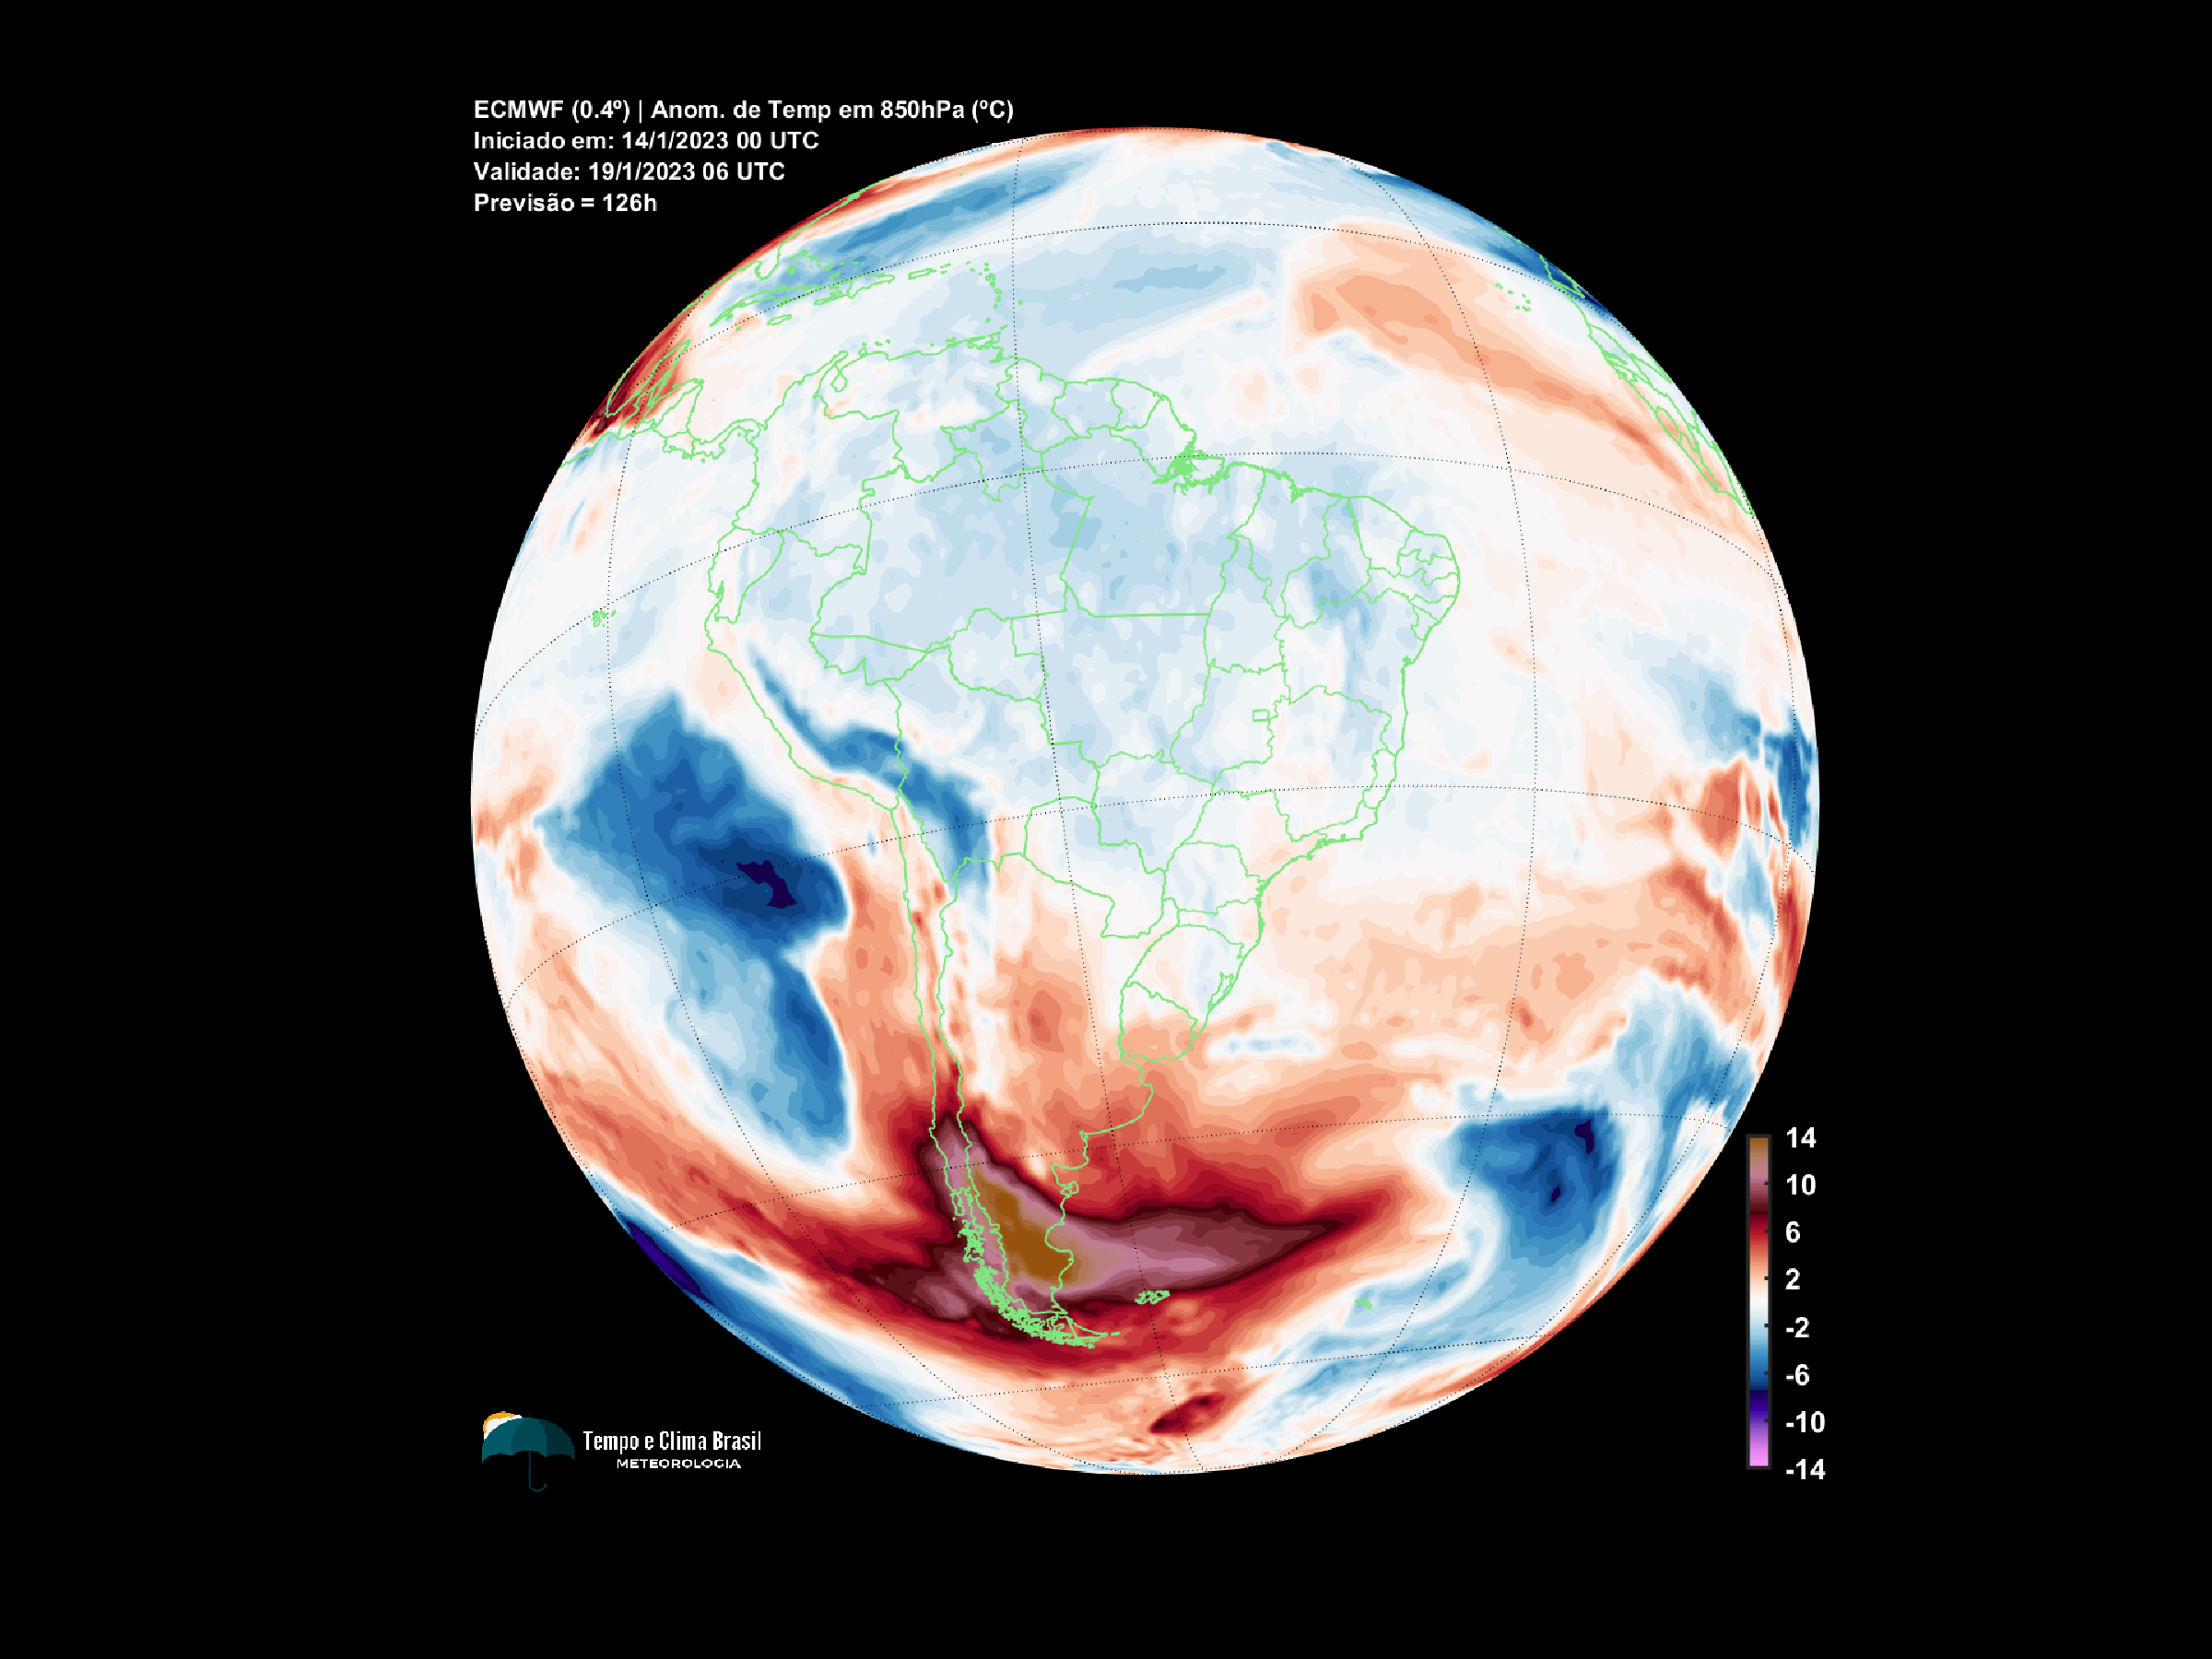 ECMWF (0.4º) | Anom. de Temp em 850hPa (ºC)
Iniciado em: 14/1/2023 00 UTC
Validade: 19/1/2023 06 UTC
Previsão = 126h
14
10
6
2
-2
-6
-10
-14
Tempo e Clima Brasil
METEOROLOGIA